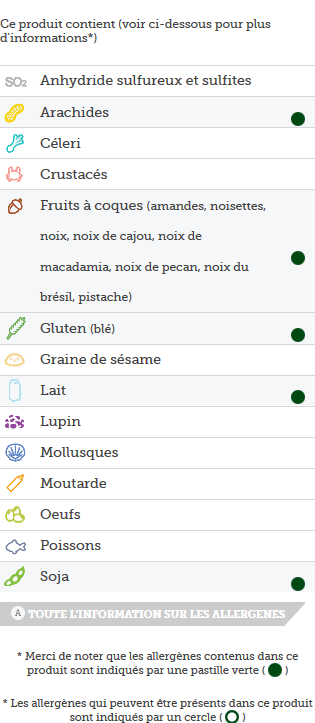 Ce produit contient (voir ci-dessous pour plus
d'informations*)
SO2 Anhydride sulfureux et sulfites
Arachides
Céleri
Crustacés
Fruits à coques (amandes, noisettes,
noix, noix de cajou, noix de
macadamia, noix de pecan, noix du
brésil, pistache)
Gluten (blé)
Graine de sésame
Lait
Lupin
Mollusques
Moutarde
Oeufs
Poissons
Soja
A TOUTE L'INFORMATION SUR LES ALLERGENES
* Merci de noter que les allergènes contenus dans ce
produit sont indiqués par une pastille verte ( )
* Les allergènes qui peuvent être présents dans ce produit
sont indiqués par un cercle ( )